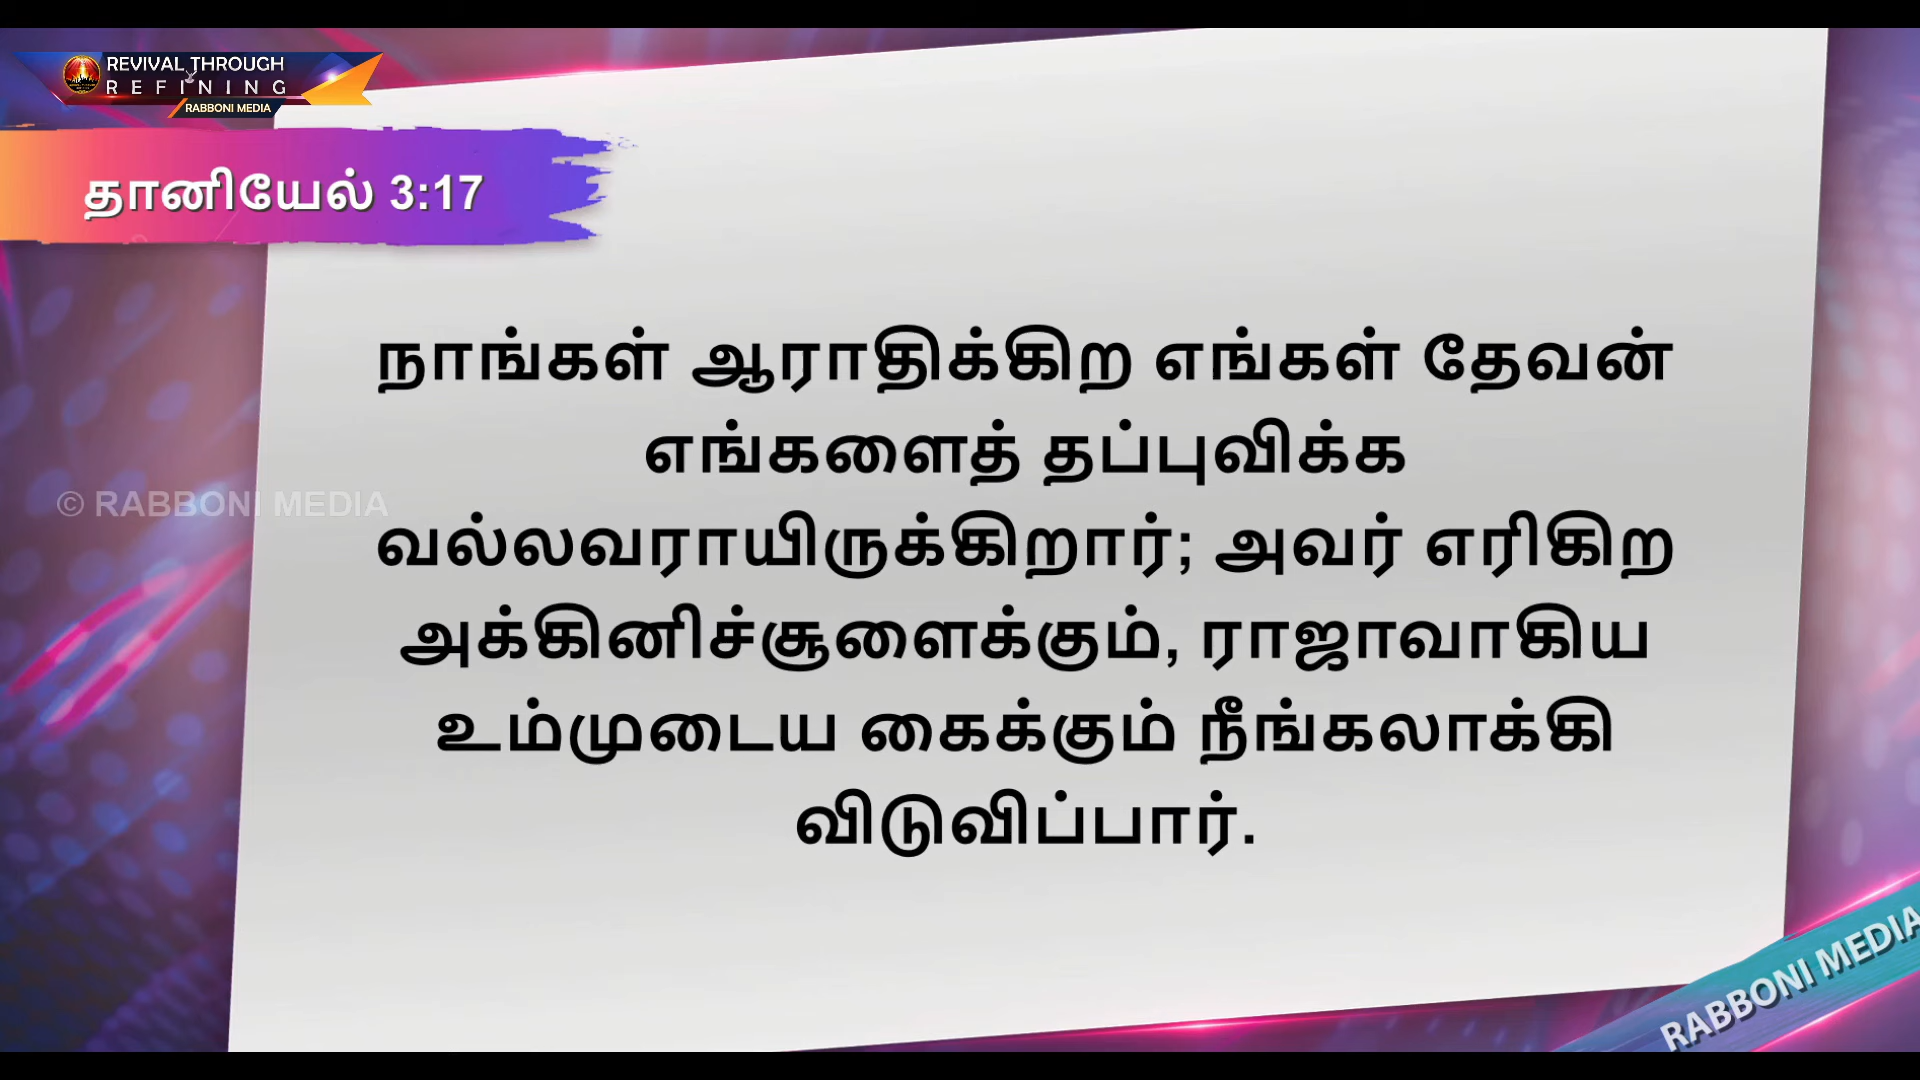 REVIVAL THROUGH
REFINING
RABBONI MEDIA
தானியேல் 3:17
நாங்கள் ஆராதிக்கிற எங்கள் தேவன்
எங்களைத் தப்புவிக்க
© RABBONI MEDIA
வல்லவராயிருக்கிறார்; அவர் எரிகிற
அக்கினிச்சூளைக்கும், ராஜாவாகிய
உம்முடைய கைக்கும் நீங்கலாக்கி
விடுவிப்பார்.
RABBONI MEDIA